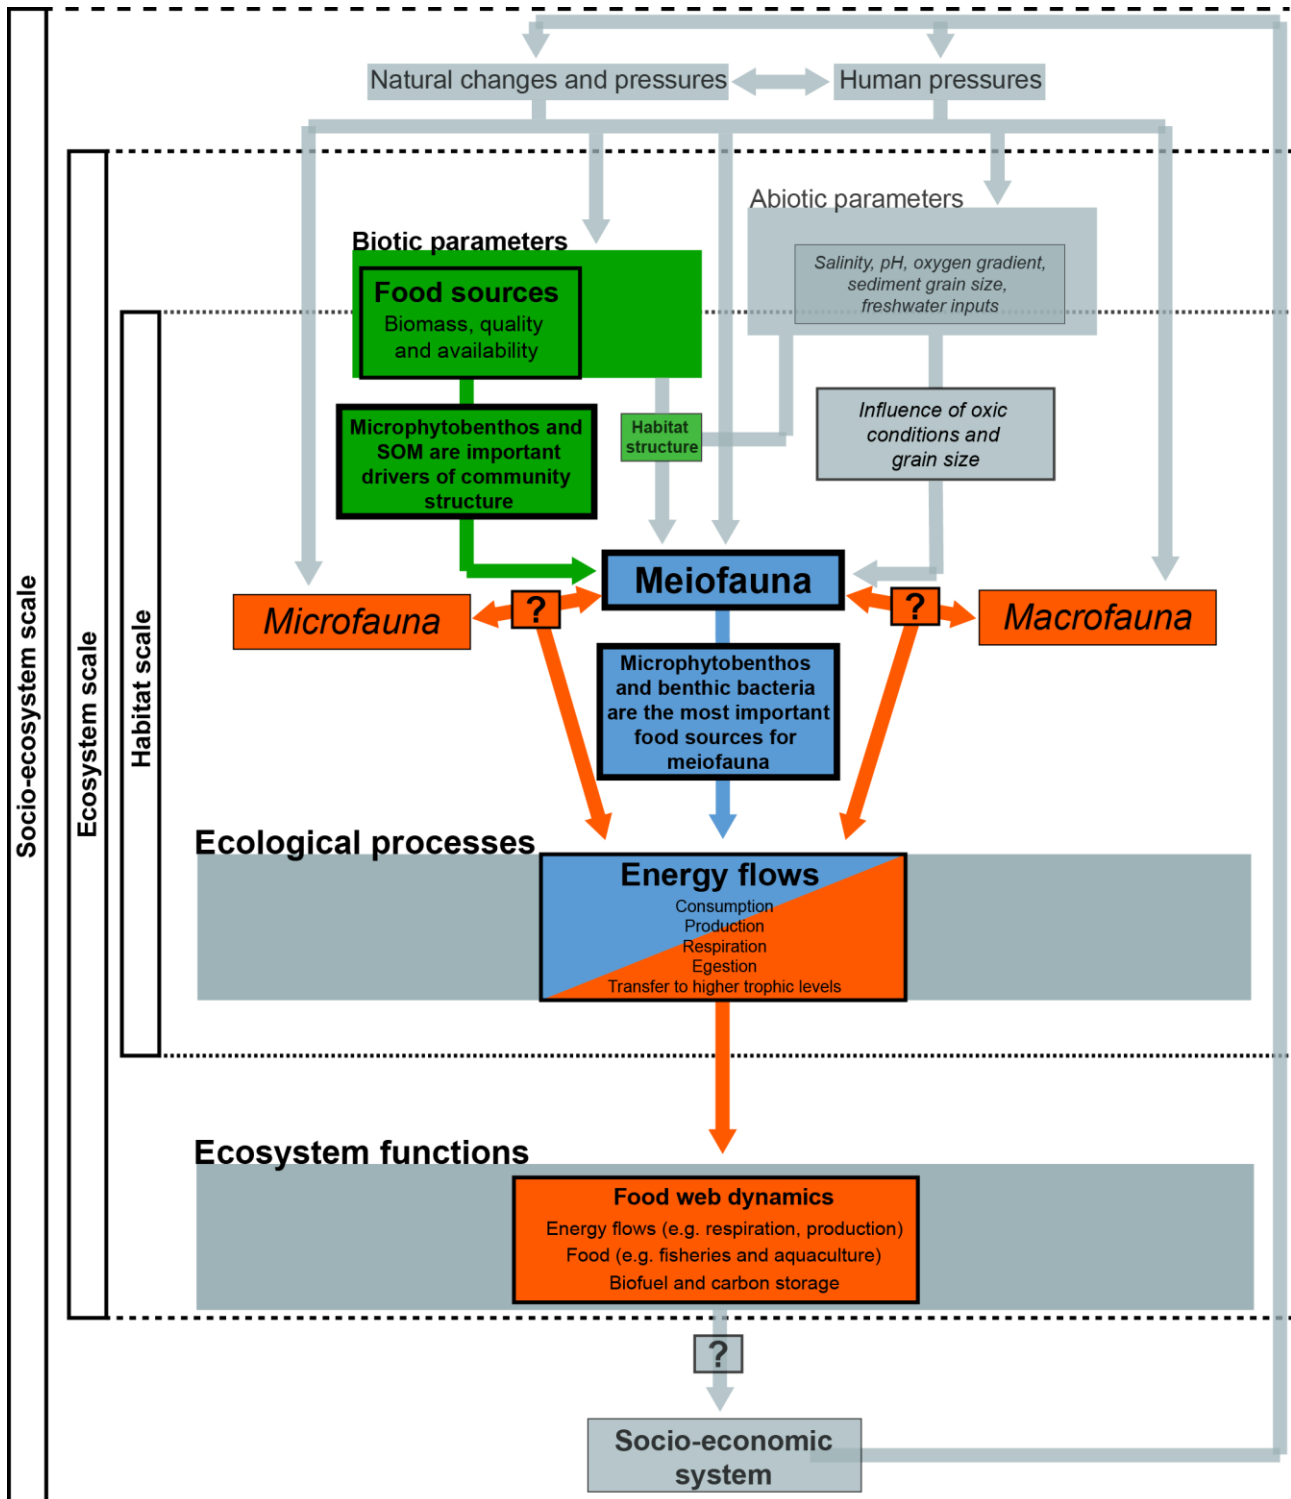 Natural changes and pressures
Human pressures
Abiotic parameters
Salinity, pH, oxygen gradient,
sediment grain size,
freshwater inputs
Biotic parameters
Food sources
Biomass, quality
and availability
Microphytobenthos and
SOM are important
drivers of community
structure
Habitat
structure
Influence of oxic
conditions and
grain size
Meiofauna
Microfauna
?
?
Macrofauna
Microphytobenthos
and benthic bacteria
are the most important
food sources for
meiofauna
Socio-ecosystem scale
Ecosystem scale
Habitat scale
Ecological processes
Energy flows
Consumption
Production
Respiration
Egestion
Transfer to higher trophic levels
Ecosystem functions
Food web dynamics
Energy flows (e.g. respiration, production)
Food (e.g. fisheries and aquaculture)
Biofuel and carbon storage
?
Socio-economic
system